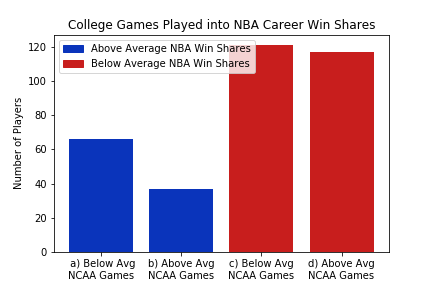 College Games Played into NBA Career Win Shares
Above Average NBA Win Shares
Below Average NBA Win Shares
Number of Players
120
100
80
60
40
20
0
a) Below Avg
NCAA Games
b) Above Avg
NCAA Games
c) Below Avg
NCAA Games
d) Above Avg
NCAA Games